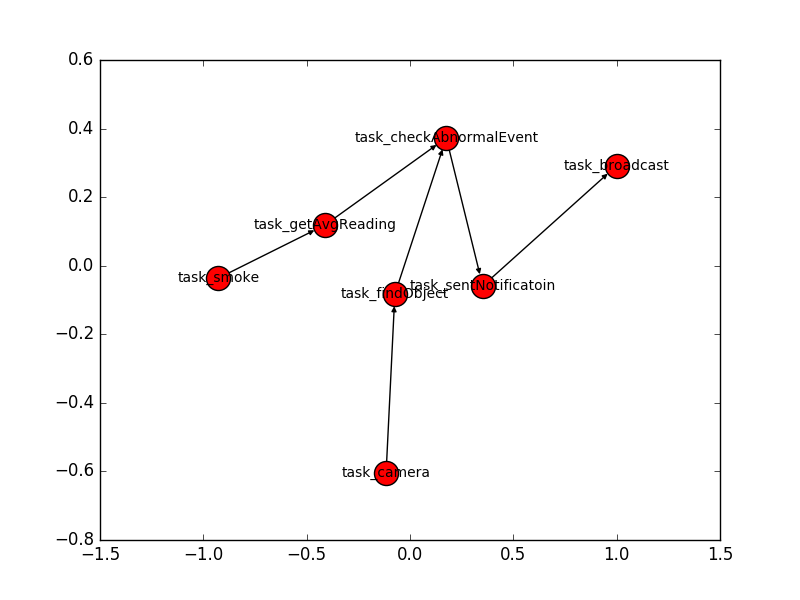 0.6
0.4
0.2
0.0
−0.2
−0.4
−0.6
−0.8
task_checkAbnormalEvent
task_broadcast
task_getAvgReading
task_smoke
task_findObject
task_sentNotificatoin
task_camera
−1.5
−1.0
−0.5
0.0
0.5
1.0
1.5